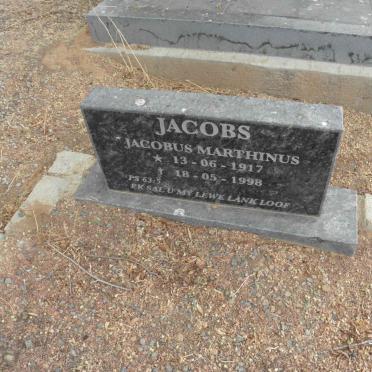 JACOBS
JACOBUS MARTHINUS
★ 13-06-1917
† 18-05-1998
PS 63:5
EK SAL U MY LEWE LANK LOOF